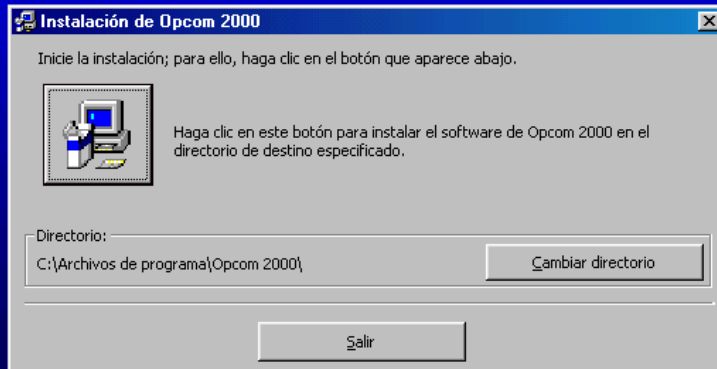 Instalación de Opcom 2000
Inicie la instalación; para ello, haga clic en el botón que aparece abajo.
Haga clic en este botón para instalar el software de Opcom 2000 en el
directorio de destino especificado.
Directorio:
C:\Archivos de programa\Opcom 2000\
Cambiar directorio
Salir